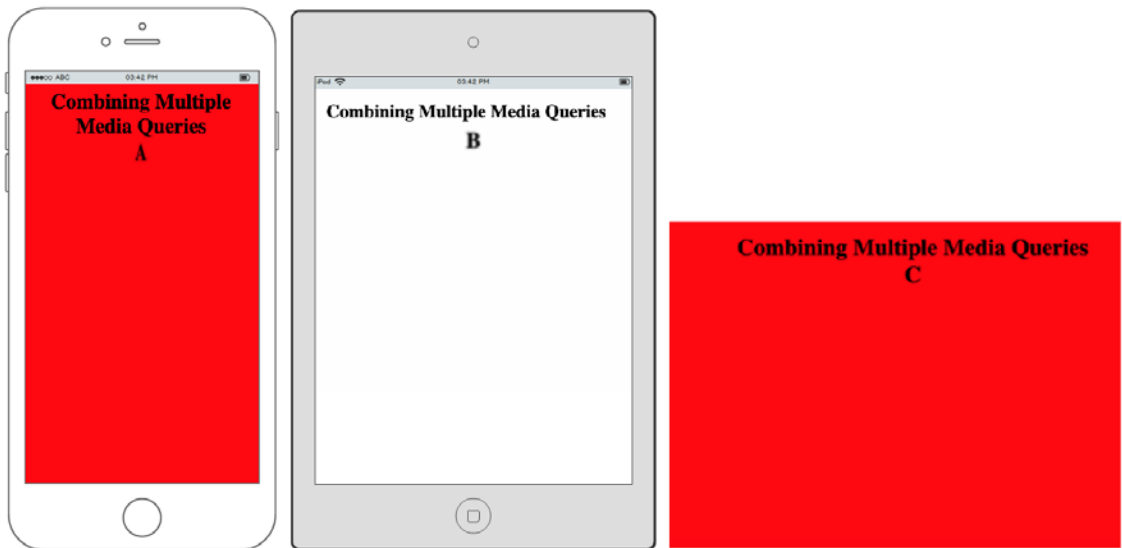 ●●●○○ ABC 03:42 PM
Combining Multiple
Media Queries
A
iPad 03:42 PM
Combining Multiple Media Queries
B
Combining Multiple Media Queries
C